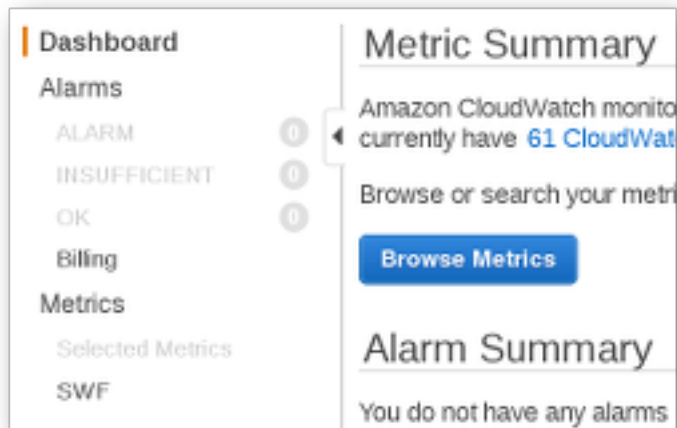 Dashboard
Alarms
ALARM 0
INSUFFICIENT 0
OK 0
Billing
Metrics
Selected Metrics
SWF
Metric Summary
Amazon CloudWatch monito
currently have 61 CloudWat
Browse or search your metri
Browse Metrics
Alarm Summary
You do not have any alarms